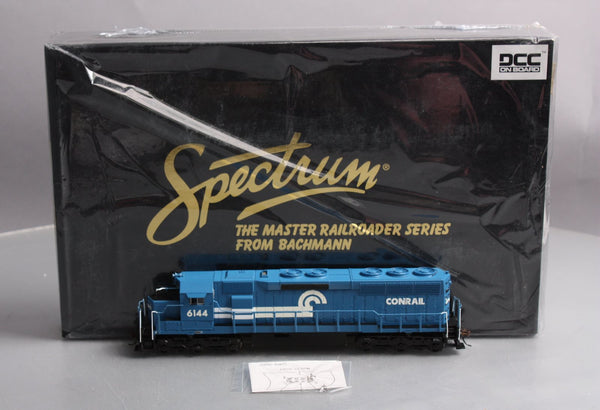 DCC
ON BOARD
Spectrum®
THE MASTER RAILROADER SERIES
FROM BACHMANN
6144
CONRAIL